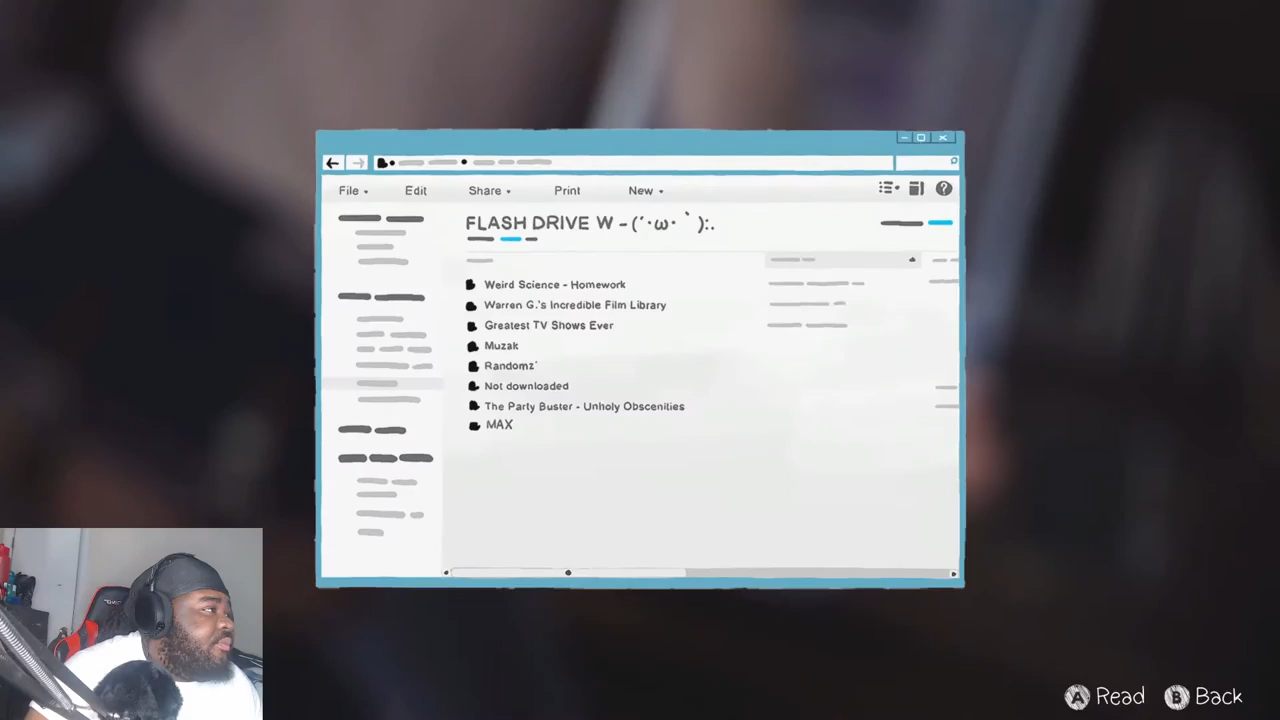 File Edit Share Print New
FLASH DRIVE W -(´･ω･`):.
Weird Science - Homework
Warren G.'s Incredible Film Library
Greatest TV Shows Ever
Muzak
Randomz'
Not downloaded
The Party Buster - Unholy Obscenities
MAX
A Read B Back